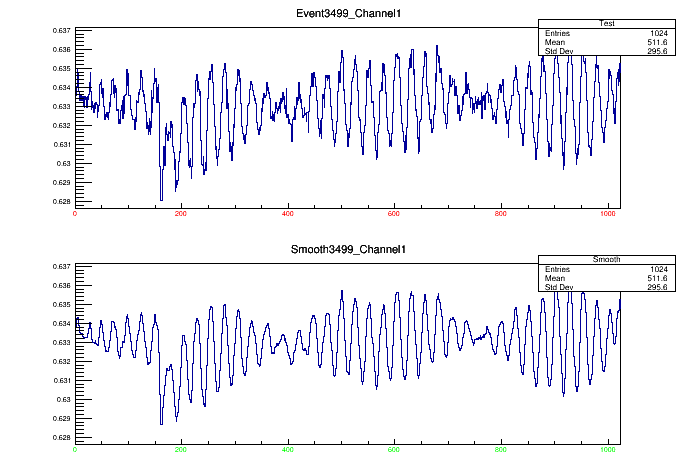 Event3499_Channel1
Test
Entries 1024
Mean 511.6
Std Dev 295.6
0.637
0.636
0.635
0.634
0.633
0.632
0.631
0.63
0.629
0.628
0 200 400 600 800 1000
Smooth3499_Channel1
Smooth
Entries 1024
Mean 511.6
Std Dev 295.6
0.637
0.636
0.635
0.634
0.633
0.632
0.631
0.63
0.629
0.628
0 200 400 600 800 1000